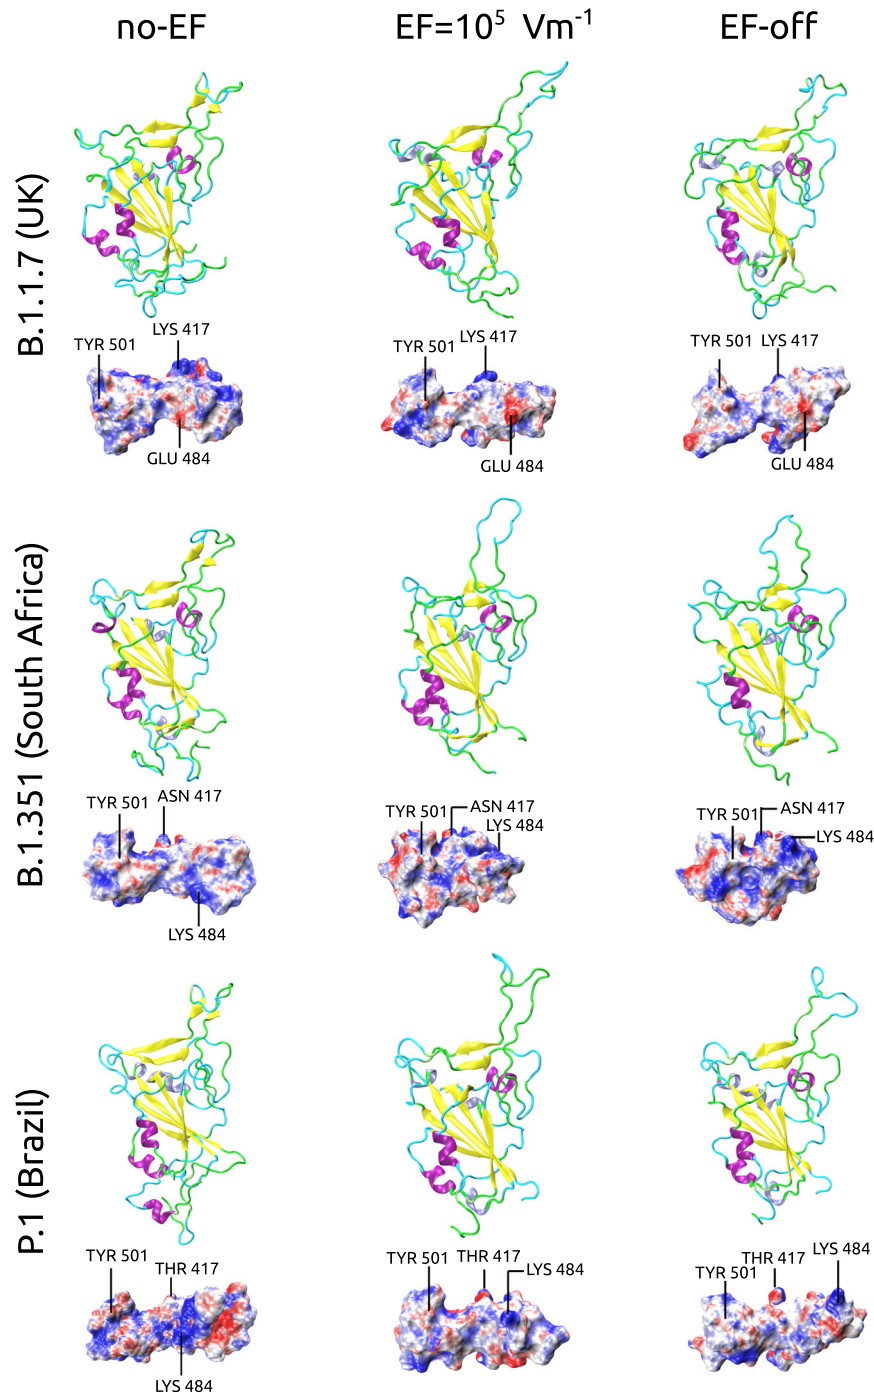 no-EF
EF=10⁵ Vm⁻¹
EF-off
B.1.1.7 (UK)
TYR 501
LYS 417
GLU 484
TYR 501
LYS 417
GLU 484
TYR 501
LYS 417
GLU 484
B.1.351 (South Africa)
TYR 501
ASN 417
LYS 484
TYR 501
ASN 417
LYS 484
TYR 501
ASN 417
LYS 484
P.1 (Brazil)
TYR 501
THR 417
LYS 484
TYR 501
THR 417
LYS 484
TYR 501
THR 417
LYS 484